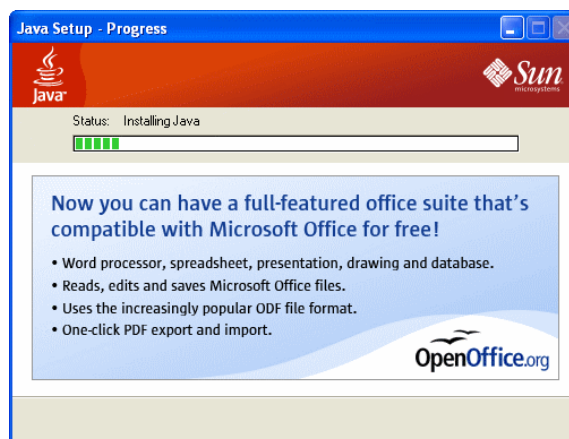 Java Setup - Progress
Java
Sun
microsystems
Status: Installing Java
Now you can have a full-featured office suite that's
compatible with Microsoft Office for free!
• Word processor, spreadsheet, presentation, drawing and database.
• Reads, edits and saves Microsoft Office files.
• Uses the increasingly popular ODF file format.
• One-click PDF export and import.
OpenOffice.org